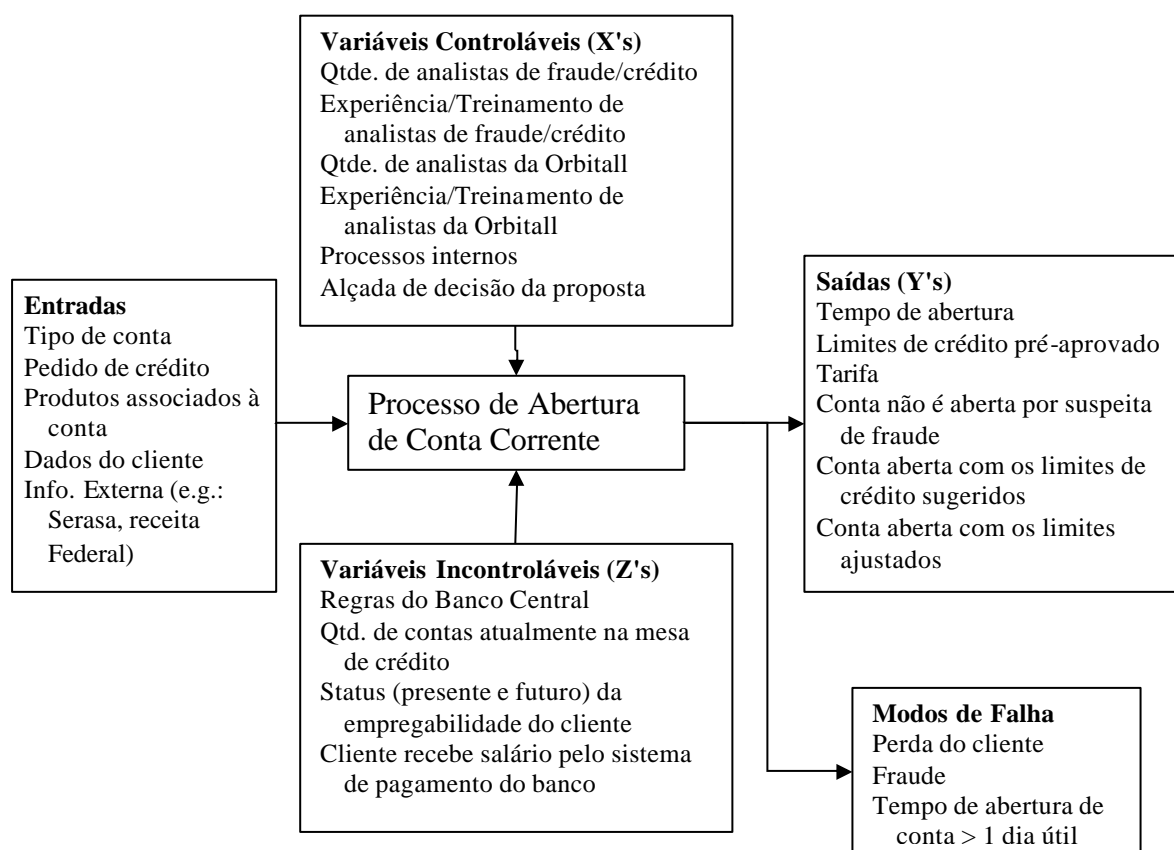 Variáveis Controláveis (X's)
Qtde. de analistas de fraude/crédito
Experiência/Treinamento de
analistas de fraude/crédito
Qtde. de analistas da Orbitall
Experiência/Treinamento de
analistas da Orbitall
Processos internos
Alçada de decisão da proposta
Entradas
Tipo de conta
Pedido de crédito
Produtos associados à
conta
Dados do cliente
Info. Externa (e.g.:
Serasa, receita
Federal)
Processo de Abertura
de Conta Corrente
Saídas (Y's)
Tempo de abertura
Limites de crédito pré-aprovado
Tarifa
Conta não é aberta por suspeita
de fraude
Conta aberta com os limites de
crédito sugeridos
Conta aberta com os limites
ajustados
Variáveis Incontroláveis (Z's)
Regras do Banco Central
Qtd. de contas atualmente na mesa
de crédito
Status (presente e futuro) da
empregabilidade do cliente
Cliente recebe salário pelo sistema
de pagamento do banco
Modos de Falha
Perda do cliente
Fraude
Tempo de abertura de
conta > 1 dia útil